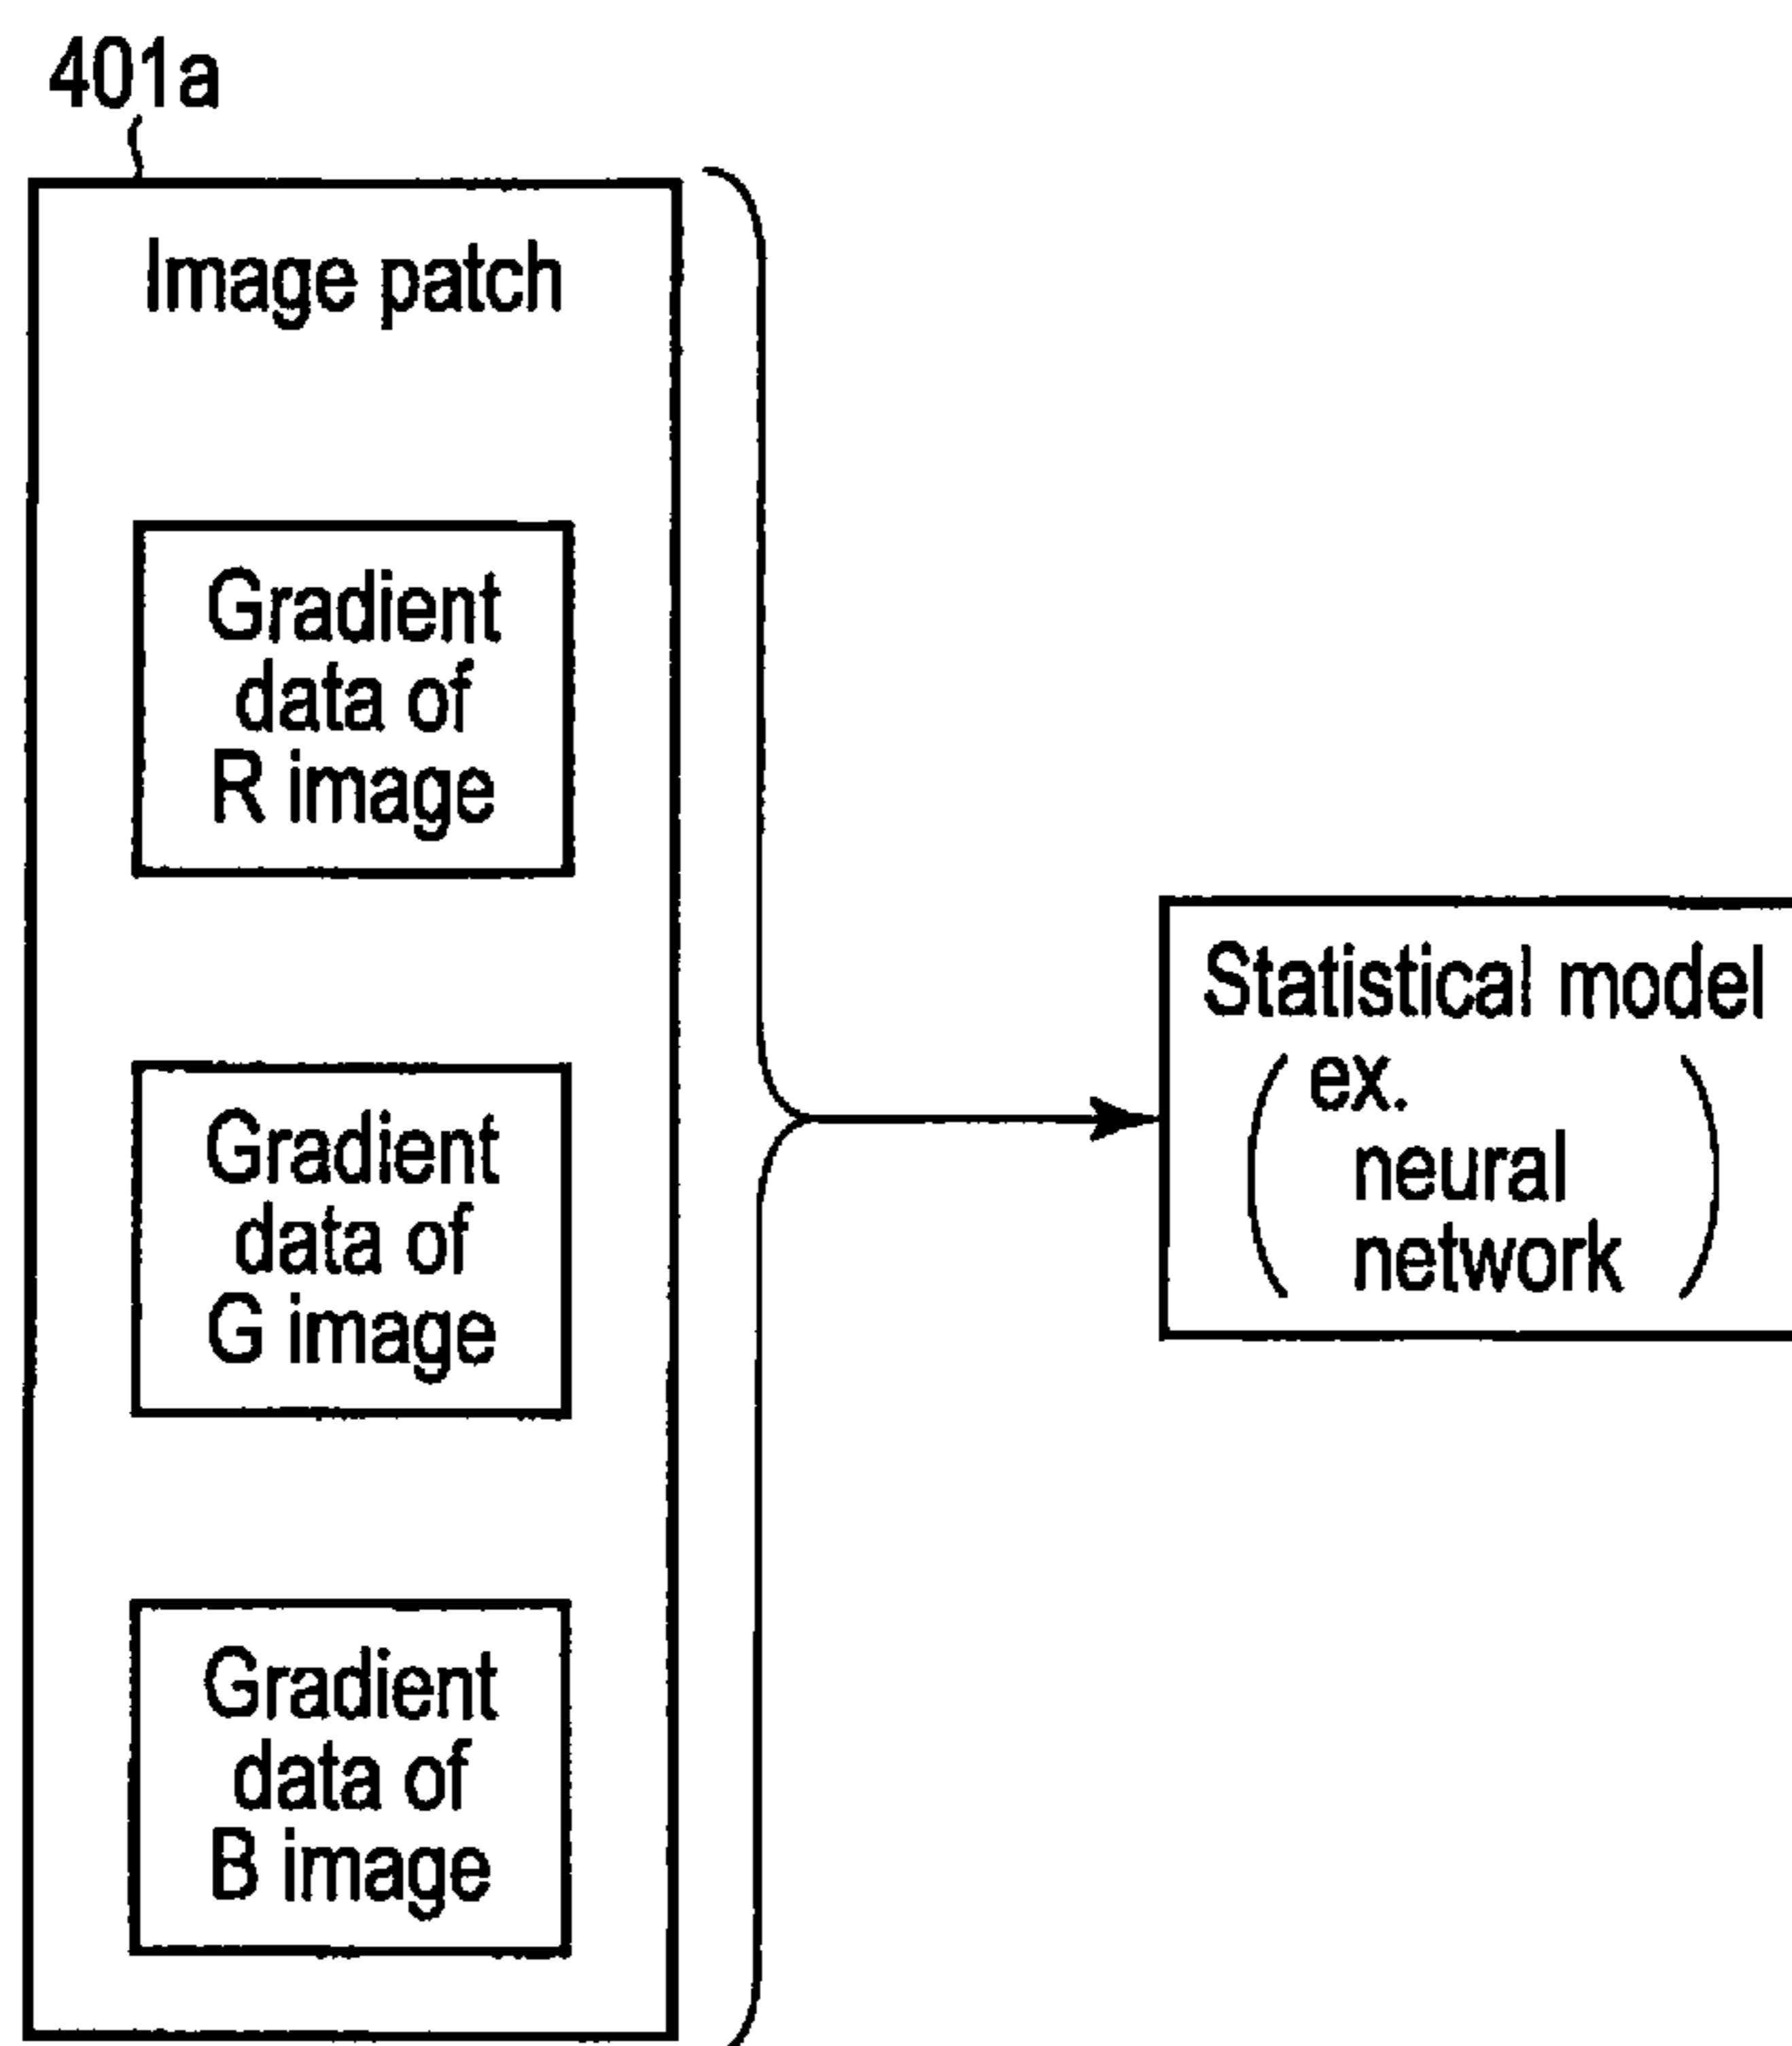 401a
Image patch
Gradient
data of
R image
Gradient
data of
G image
Gradient
data of
B image
Statistical model
( ex.
neural
network )